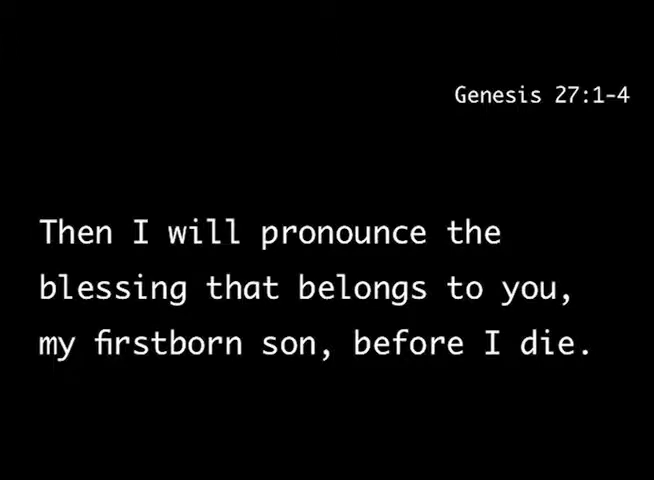 Genesis 27:1-4
Then I will pronounce the
blessing that belongs to you,
my firstborn son, before I die.